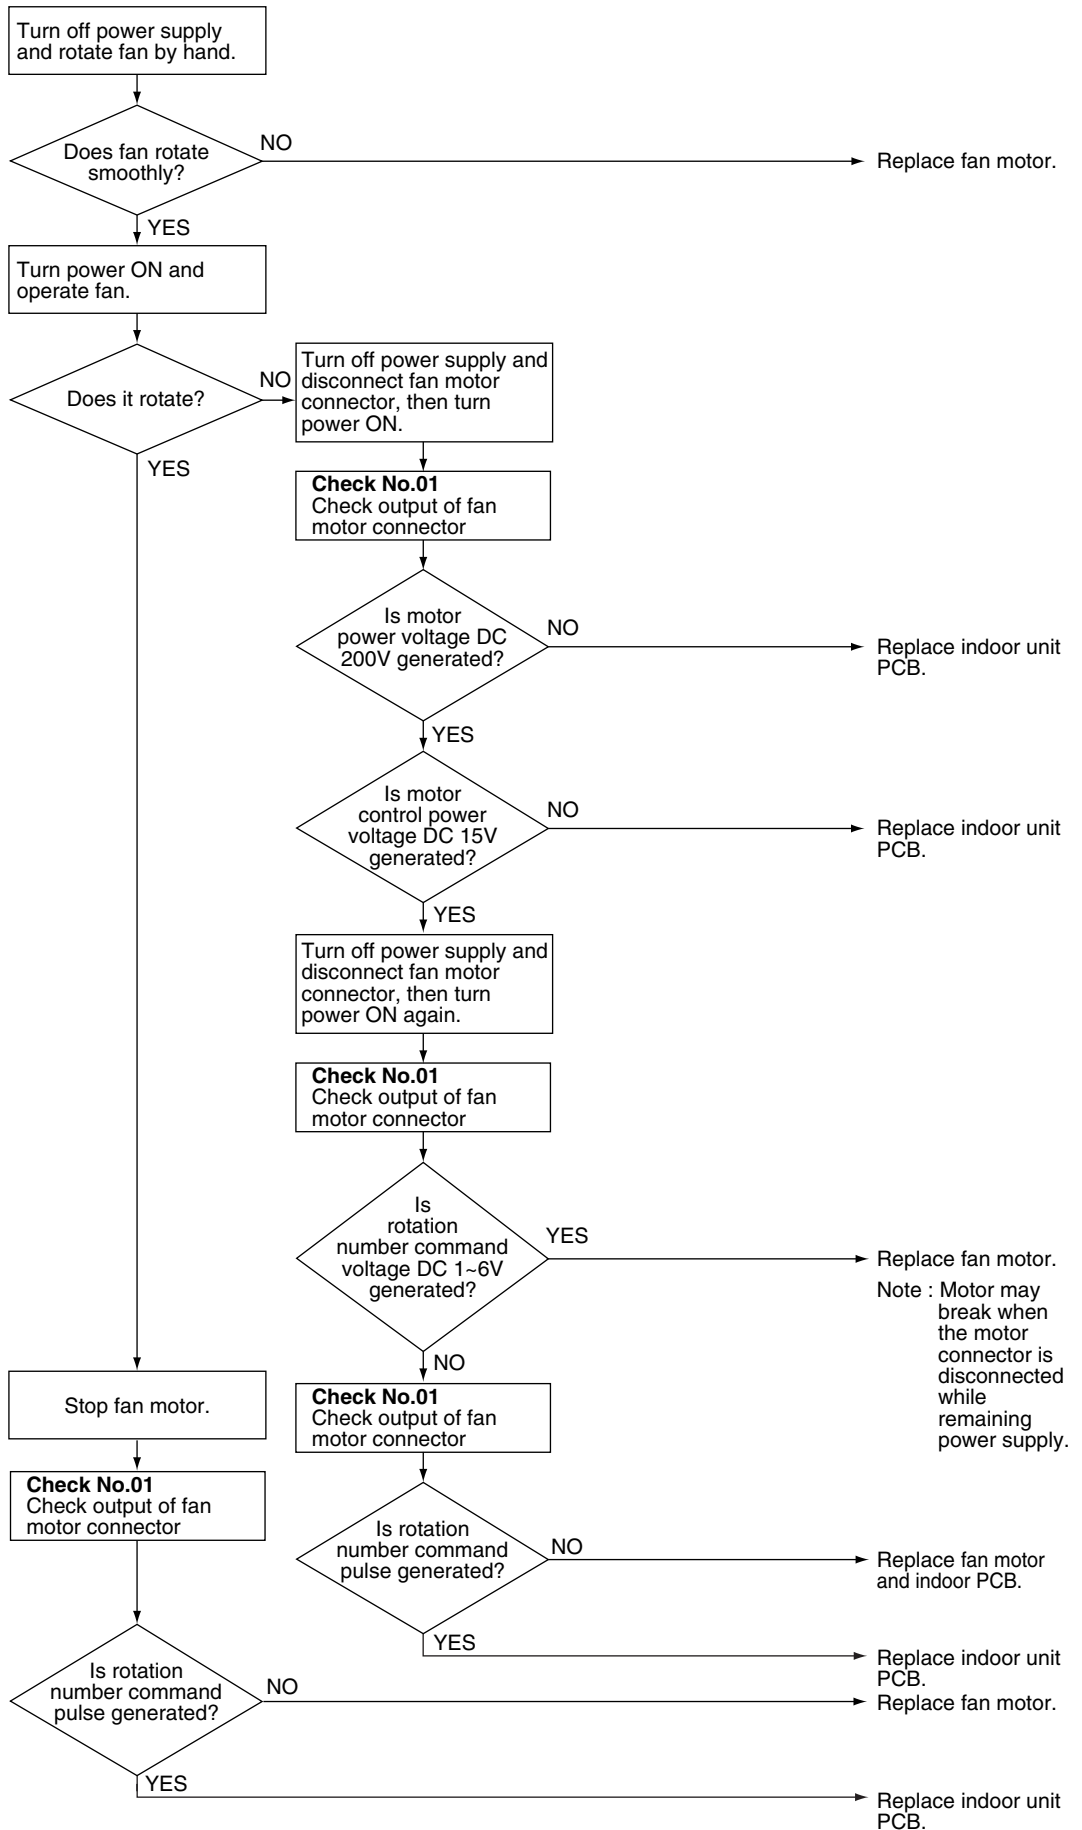 Turn off power supply
and rotate fan by hand.
Does fan rotate
smoothly?
NO
Replace fan motor.
YES
Turn power ON and
operate fan.
Does it rotate?
NO
Turn off power supply and
disconnect fan motor
connector, then turn
power ON.
YES
Check No.01
Check output of fan
motor connector
Is motor
power voltage DC
200V generated?
NO
Replace indoor unit
PCB.
YES
Is motor
control power
voltage DC 15V
generated?
NO
Replace indoor unit
PCB.
YES
Turn off power supply and
disconnect fan motor
connector, then turn
power ON again.
Check No.01
Check output of fan
motor connector
Is
rotation
number command
voltage DC 1~6V
generated?
YES
Replace fan motor.
Note : Motor may
break when
the motor
connector is
disconnected
while
remaining
power supply.
NO
Check No.01
Check output of fan
motor connector
Is rotation
number command
pulse generated?
NO
Replace fan motor
and indoor PCB.
YES
Replace indoor unit
PCB.
Stop fan motor.
Check No.01
Check output of fan
motor connector
Is rotation
number command
pulse generated?
NO
Replace fan motor.
YES
Replace indoor unit
PCB.